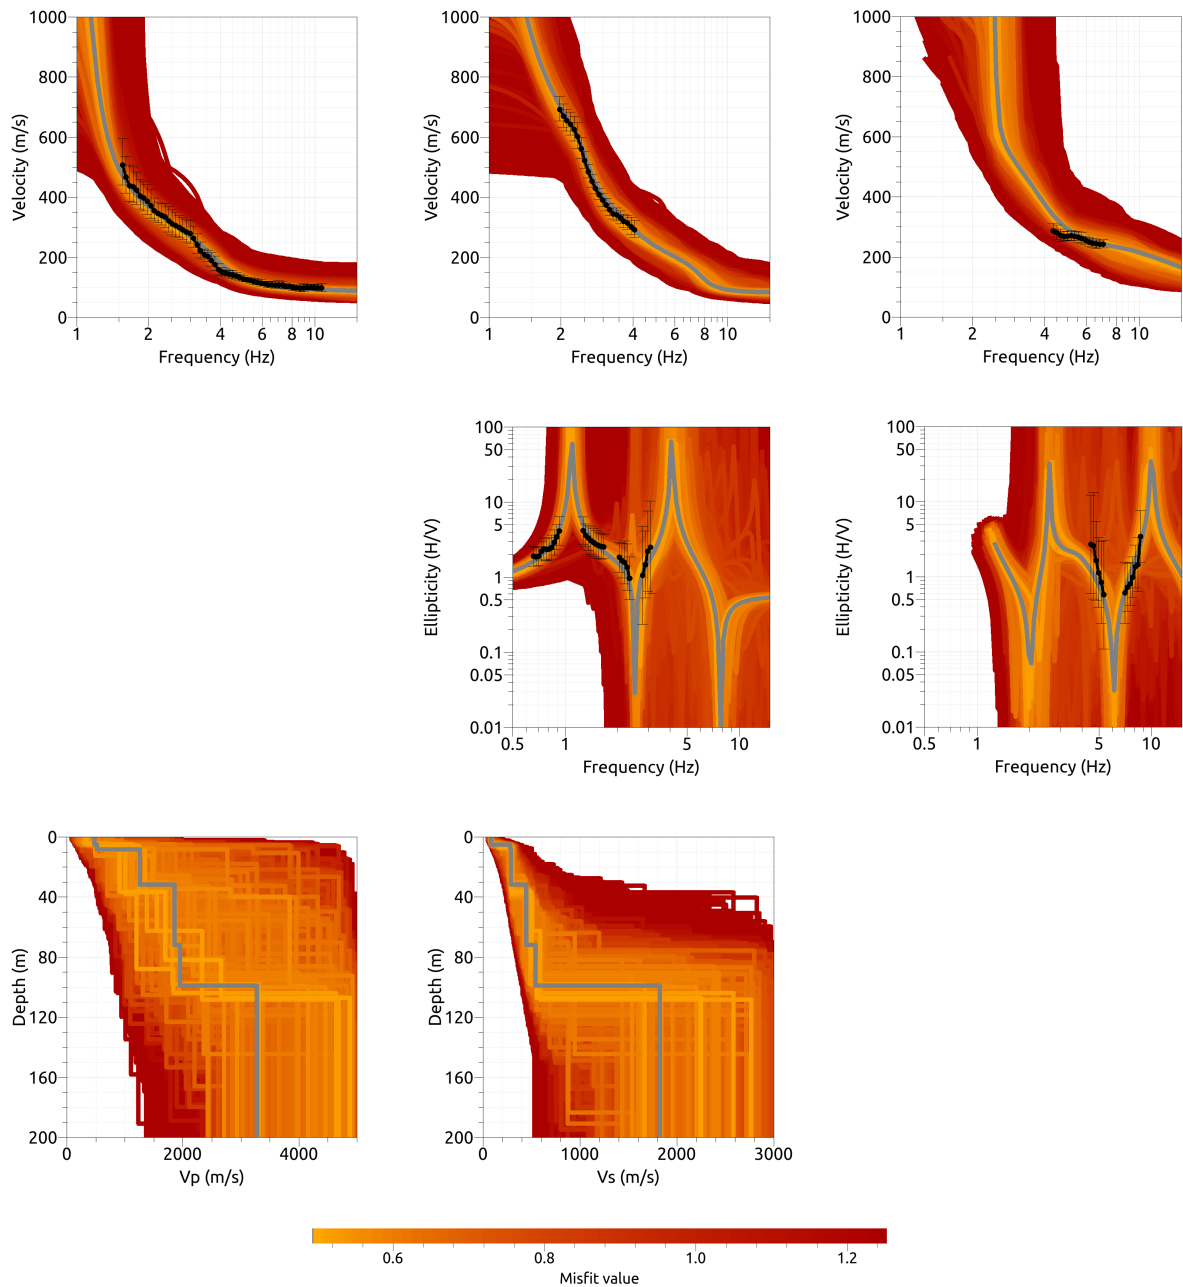 1000
800
600
400
200
0
Velocity (m/s)
1 2 4 6 8 10
Frequency (Hz)
1000
800
600
400
200
0
Velocity (m/s)
1 2 4 6 8 10
Frequency (Hz)
1000
800
600
400
200
0
Velocity (m/s)
1 2 4 6 8 10
Frequency (Hz)
100
50
10
5
1
0.5
0.1
0.05
0.01
Ellipticity (H/V)
0.5 1 5 10
Frequency (Hz)
100
50
10
5
1
0.5
0.1
0.05
0.01
Ellipticity (H/V)
0.5 1 5 10
Frequency (Hz)
0
40
80
120
160
200
Depth (m)
0 2000 4000
Vp (m/s)
0
40
80
120
160
200
Depth (m)
0 1000 2000 3000
Vs (m/s)
0.6 0.8 1.0 1.2
Misfit value